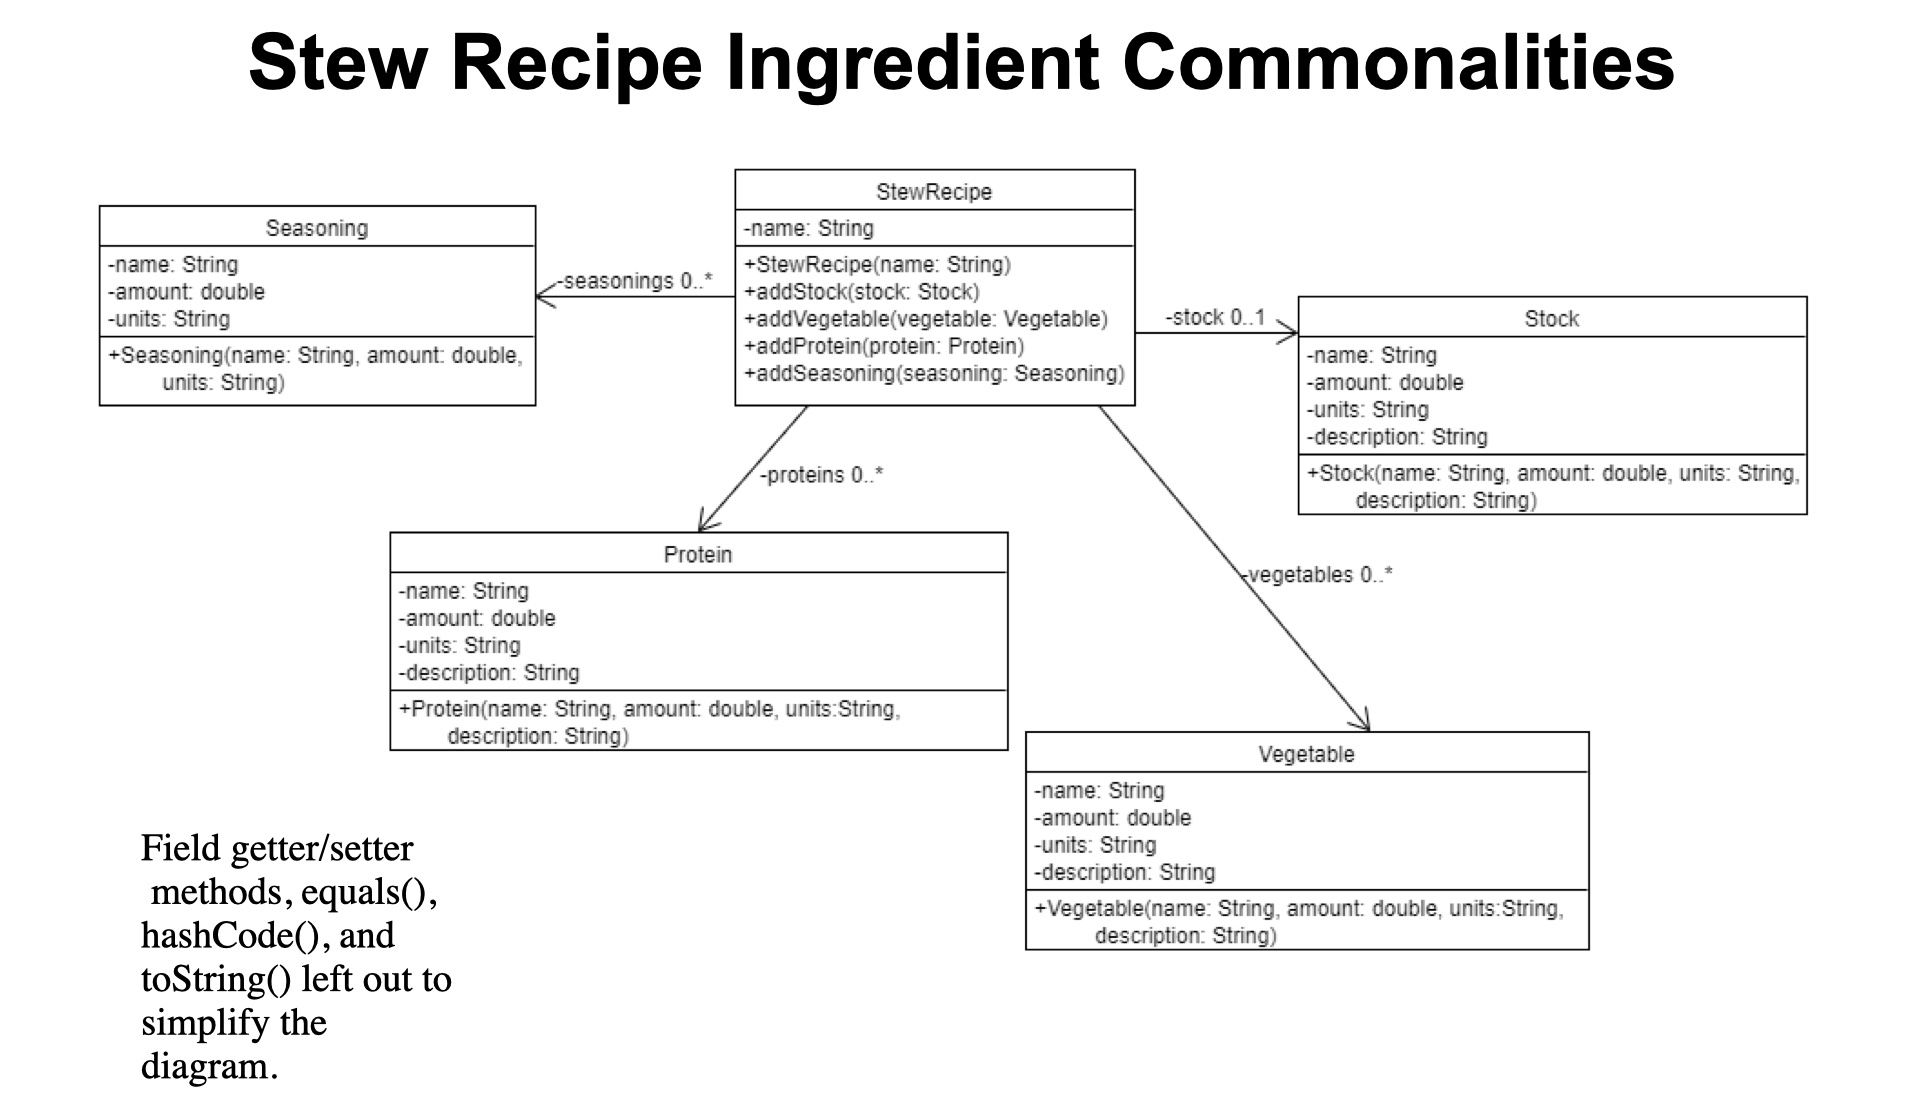 Stew Recipe Ingredient Commonalities
StewRecipe
-name: String
+StewRecipe(name: String)
+addStock(stock: Stock)
+addVegetable(vegetable: Vegetable)
+addProtein(protein: Protein)
+addSeasoning(seasoning: Seasoning)
Seasoning
-name: String
-amount: double
-units: String
+Seasoning(name: String, amount: double,
units: String)
-seasonings 0..*
-stock 0..1
Stock
-name: String
-amount: double
-units: String
-description: String
+Stock(name: String, amount: double, units: String,
description: String)
-proteins 0..*
Protein
-name: String
-amount: double
-units: String
-description: String
+Protein(name: String, amount: double, units:String,
description: String)
-vegetables 0..*
Vegetable
-name: String
-amount: double
-units: String
-description: String
+Vegetable(name: String, amount: double, units:String,
description: String)
Field getter/setter
methods, equals(),
hashCode(), and
toString() left out to
simplify the
diagram.